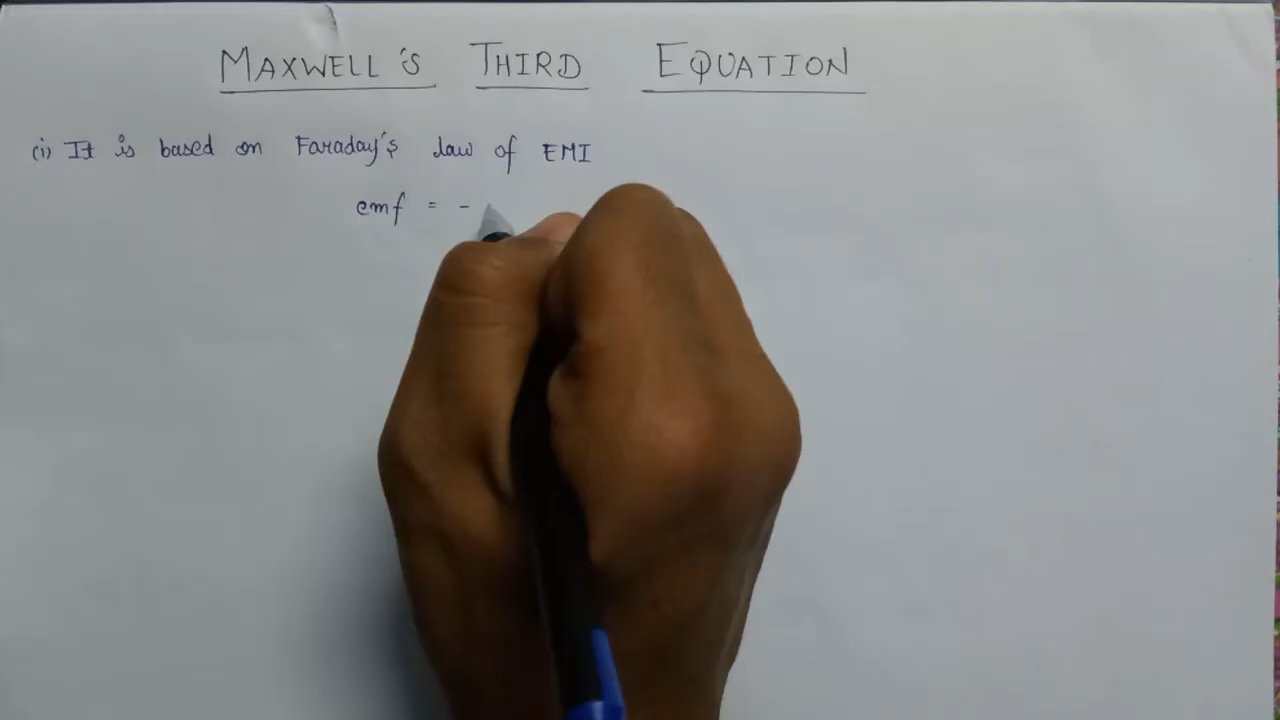 MAXWELL'S THIRD EQUATION
(i) It is based on Faraday's law of EMI
emf = -